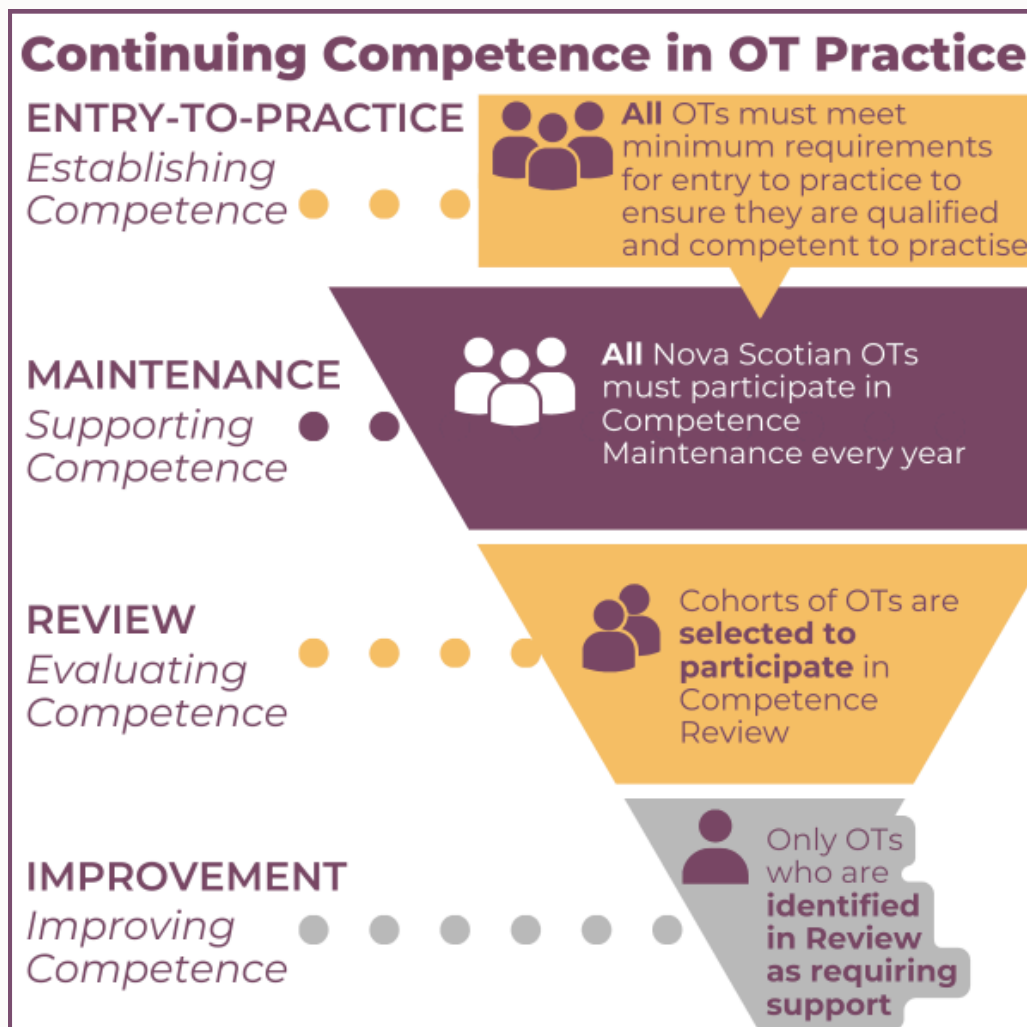 Continuing Competence in OT Practice
ENTRY-TO-PRACTICE
Establishing
Competence
All OTs must meet
minimum requirements
for entry to practice to
ensure they are qualified
and competent to practise
MAINTENANCE
Supporting
Competence
All Nova Scotian OTs
must participate in
Competence
Maintenance every year
REVIEW
Evaluating
Competence
Cohorts of OTs are
selected to
participate in
Competence
Review
IMPROVEMENT
Improving
Competence
Only OTs
who are
identified
in Review
as requiring
support